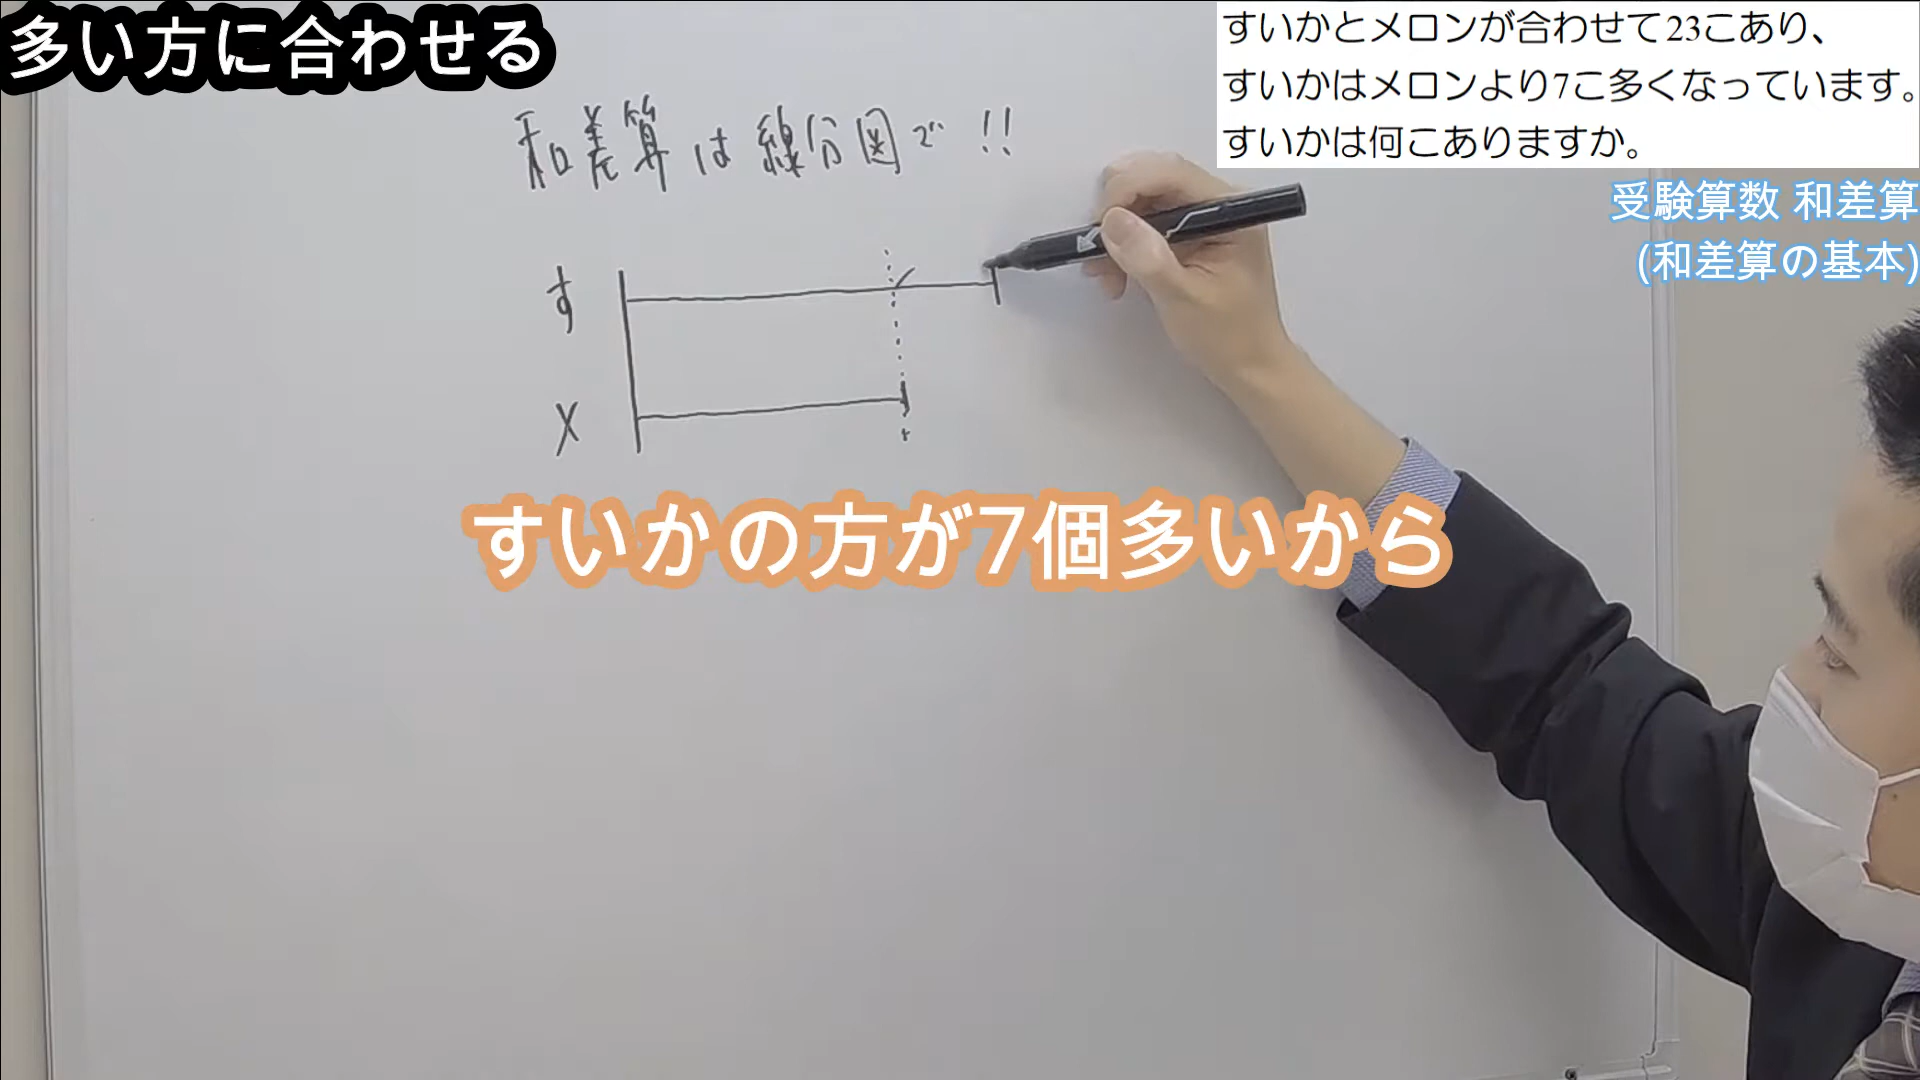 多い方に合わせる
すいかとメロンが合わせて23こあり、
すいかはメロンより7こ多くなっています。
すいかは何こありますか。
受験算数 和差算
(和差算の基本)
和差算は線分図で!!
す
メ
すいかの方が7個多いから